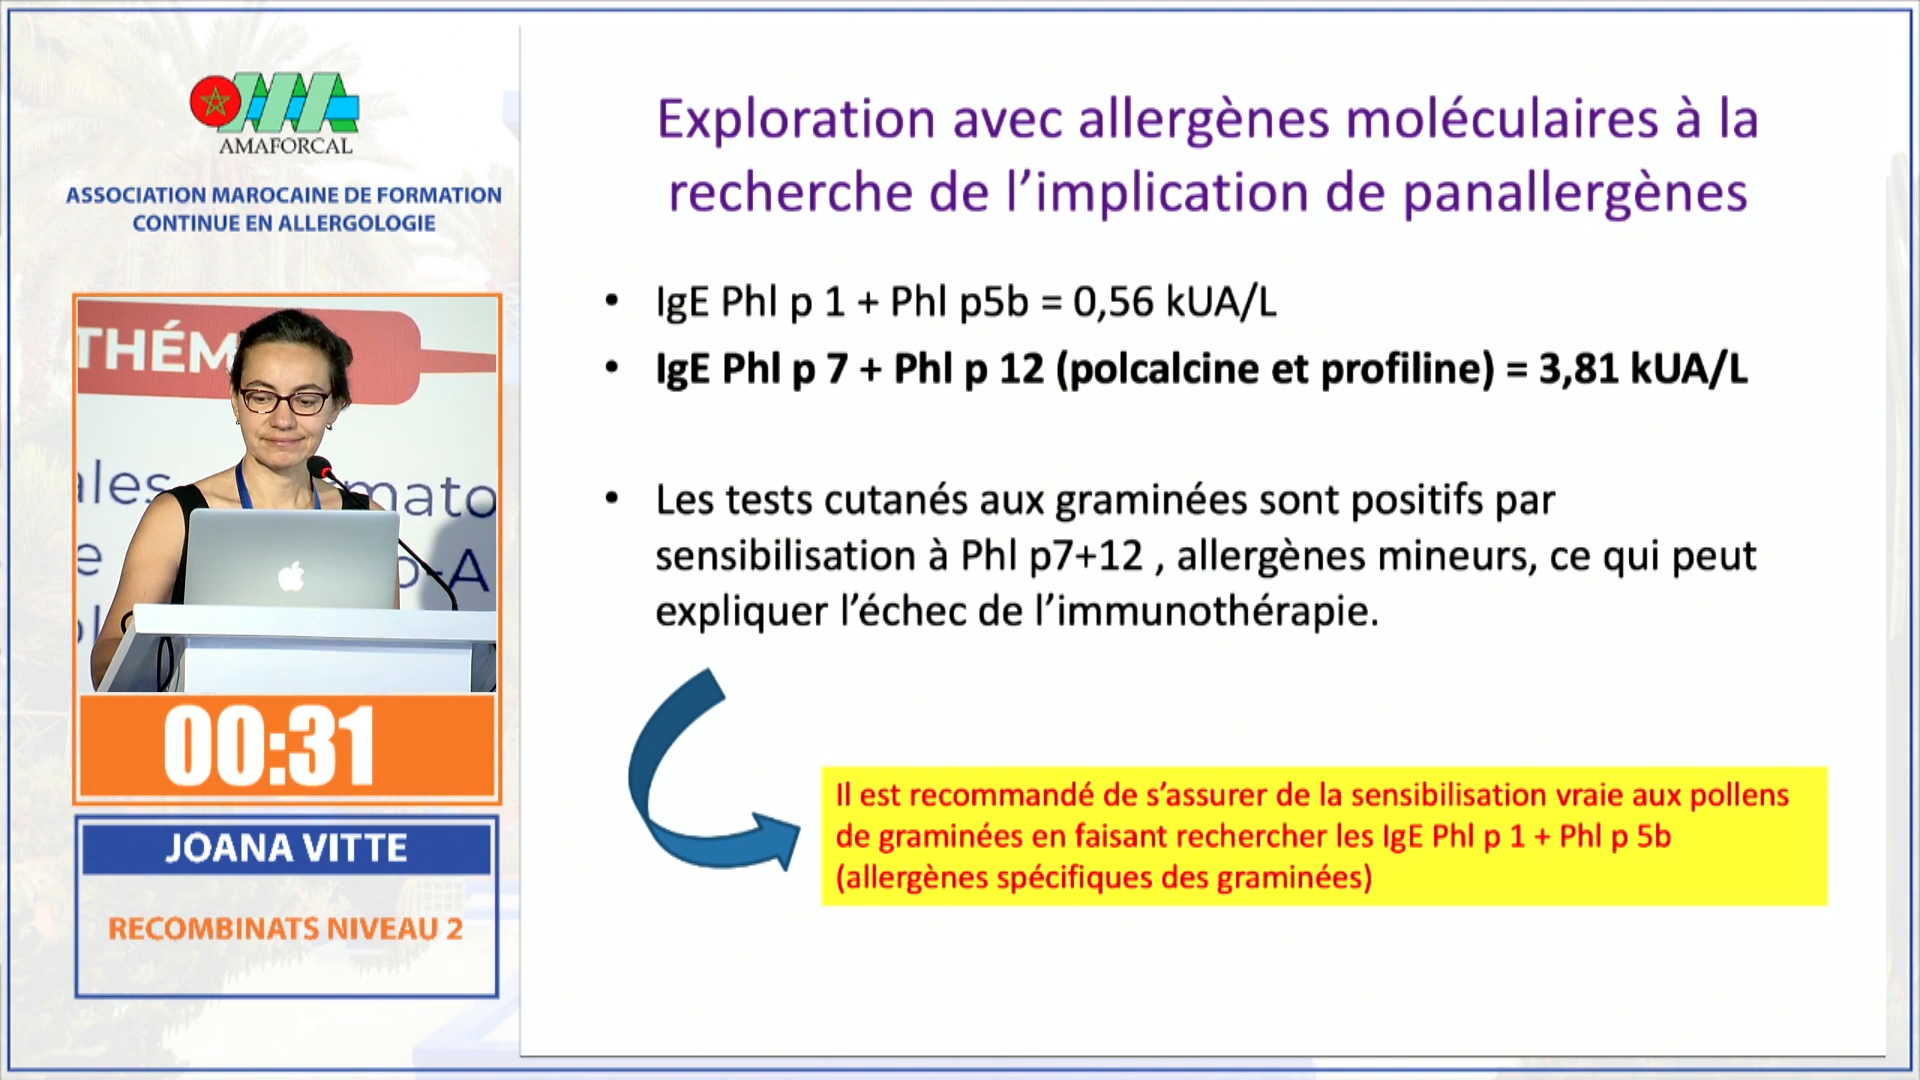 AMAFORCAL
ASSOCIATION MAROCAINE DE FORMATION
CONTINUE EN ALLERGOLOGIE
THÉM
ales
mato
e
o-A
00:31
JOANA VITTE
RECOMBINATS NIVEAU 2
Exploration avec allergènes moléculaires à la
recherche de l’implication de panallergènes
• IgE Phl p 1 + Phl p5b = 0,56 kUA/L
• IgE Phl p 7 + Phl p 12 (polcalcine et profiline) = 3,81 kUA/L
• Les tests cutanés aux graminées sont positifs par
sensibilisation à Phl p7+12 , allergènes mineurs, ce qui peut
expliquer l’échec de l’immunothérapie.
Il est recommandé de s’assurer de la sensibilisation vraie aux pollens
de graminées en faisant rechercher les IgE Phl p 1 + Phl p 5b
(allergènes spécifiques des graminées)